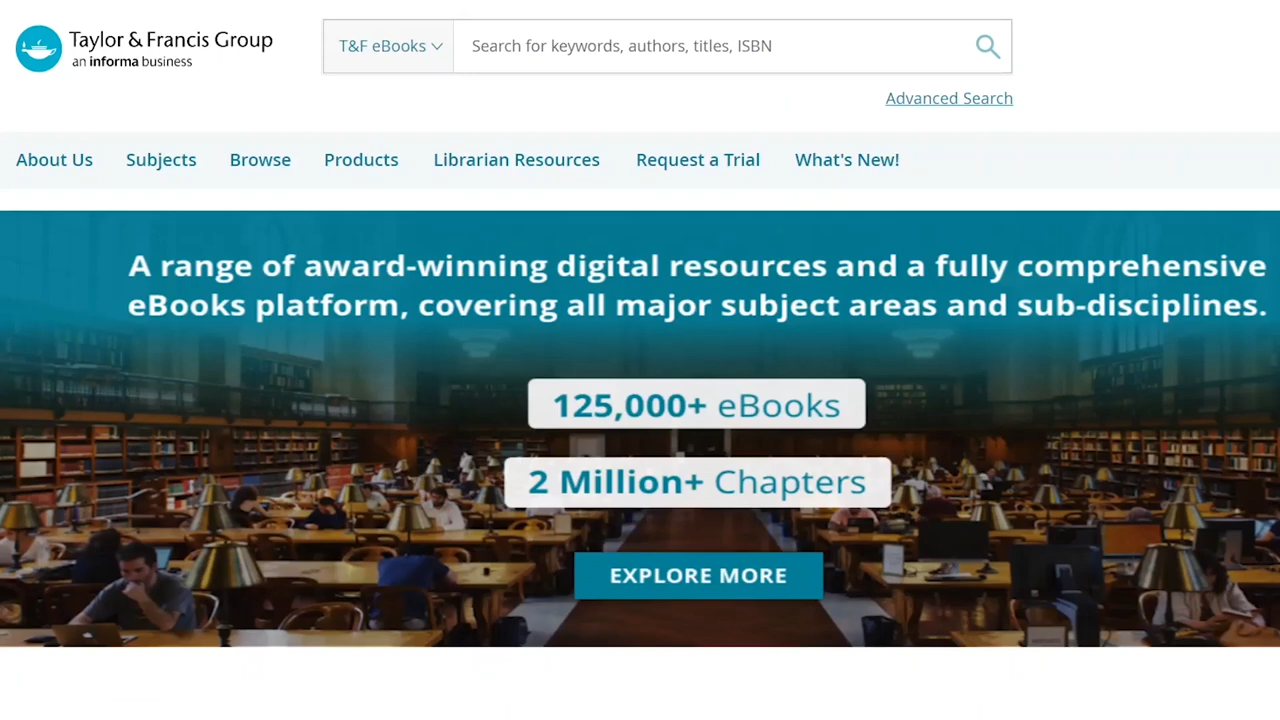 Taylor & Francis Group
an informa business
T&F eBooks
Search for keywords, authors, titles, ISBN
Advanced Search
About Us Subjects Browse Products Librarian Resources Request a Trial What's New!
A range of award-winning digital resources and a fully comprehensive
eBooks platform, covering all major subject areas and sub-disciplines.
125,000+ eBooks
2 Million+ Chapters
EXPLORE MORE